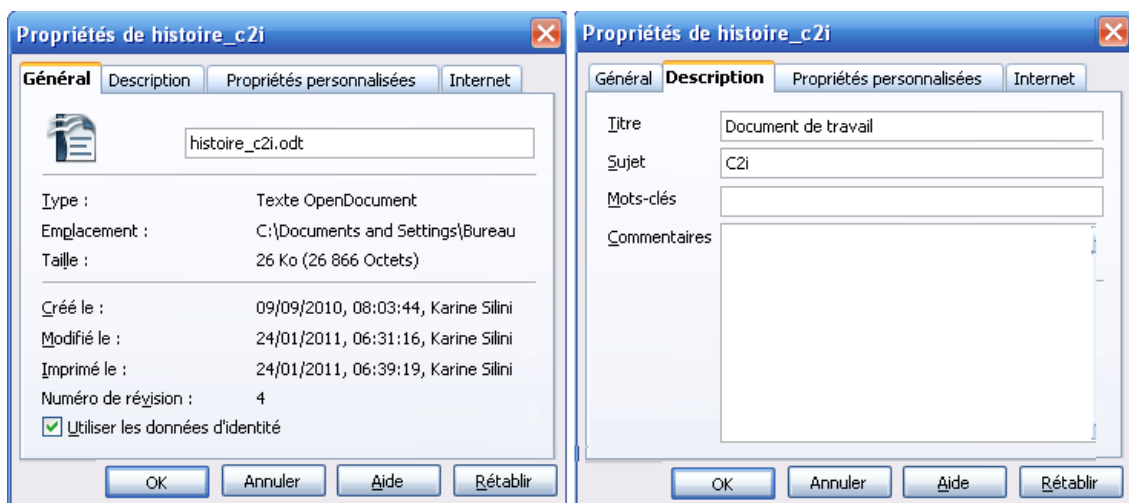 Propriétés de histoire_c2i
Général Description Propriétés personnalisées Internet
histoire_c2i.odt
Type : Texte OpenDocument
Emplacement : C:\Documents and Settings\Bureau
Taille : 26 Ko (26 866 Octets)
Créé le : 09/09/2010, 08:03:44, Karine Silini
Modifié le : 24/01/2011, 06:31:16, Karine Silini
Imprimé le : 24/01/2011, 06:39:19, Karine Silini
Numéro de révision : 4
Utiliser les données d'identité
OK Annuler Aide Rétablir
Propriétés de histoire_c2i
Général Description Propriétés personnalisées Internet
Titre Document de travail
Sujet C2i
Mots-clés
Commentaires
OK Annuler Aide Rétablir